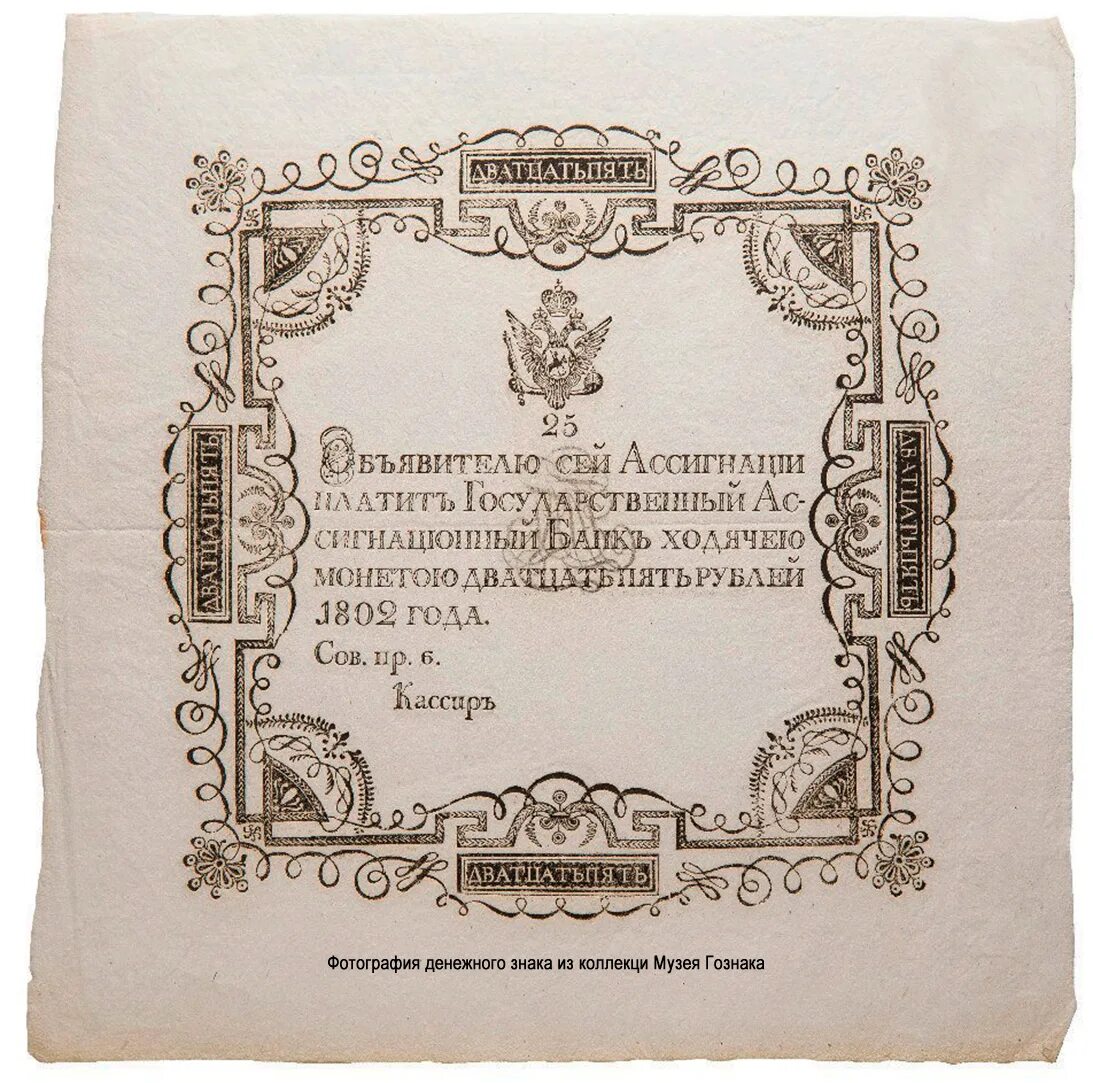 ДВАТЦАТЬПЯТЬ
25
ОБЪЯВИТЕЛЮ СЕЙ АССИГНАЦІИ
ПЛАТИТЪ ГОСУДАРСТВЕННЫЙ АС-
СИГНАЦІОННЫЙ БАНКЪ ХОДЯЧЕЮ
МОНЕТОЮ ДВАТЦАТЬПЯТЬ РУБЛЕЙ
1802 ГОДА.
Сов. пр. б.
Кассиръ
ДВАТЦАТЬПЯТЬ
ДВАТЦАТЬПЯТЬ
ДВАТЦАТЬПЯТЬ
Фотография денежного знака из коллекци Музея Гознака